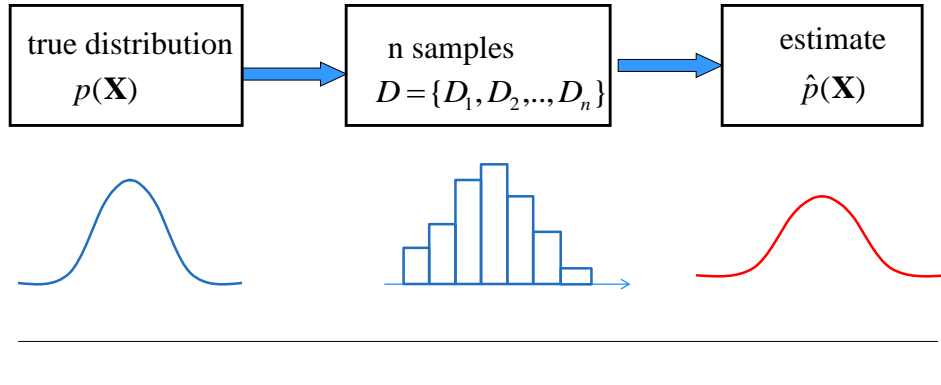 true distribution
p(X)
n samples
D = {D₁, D₂,.., Dₙ}
estimate
p̂(X)